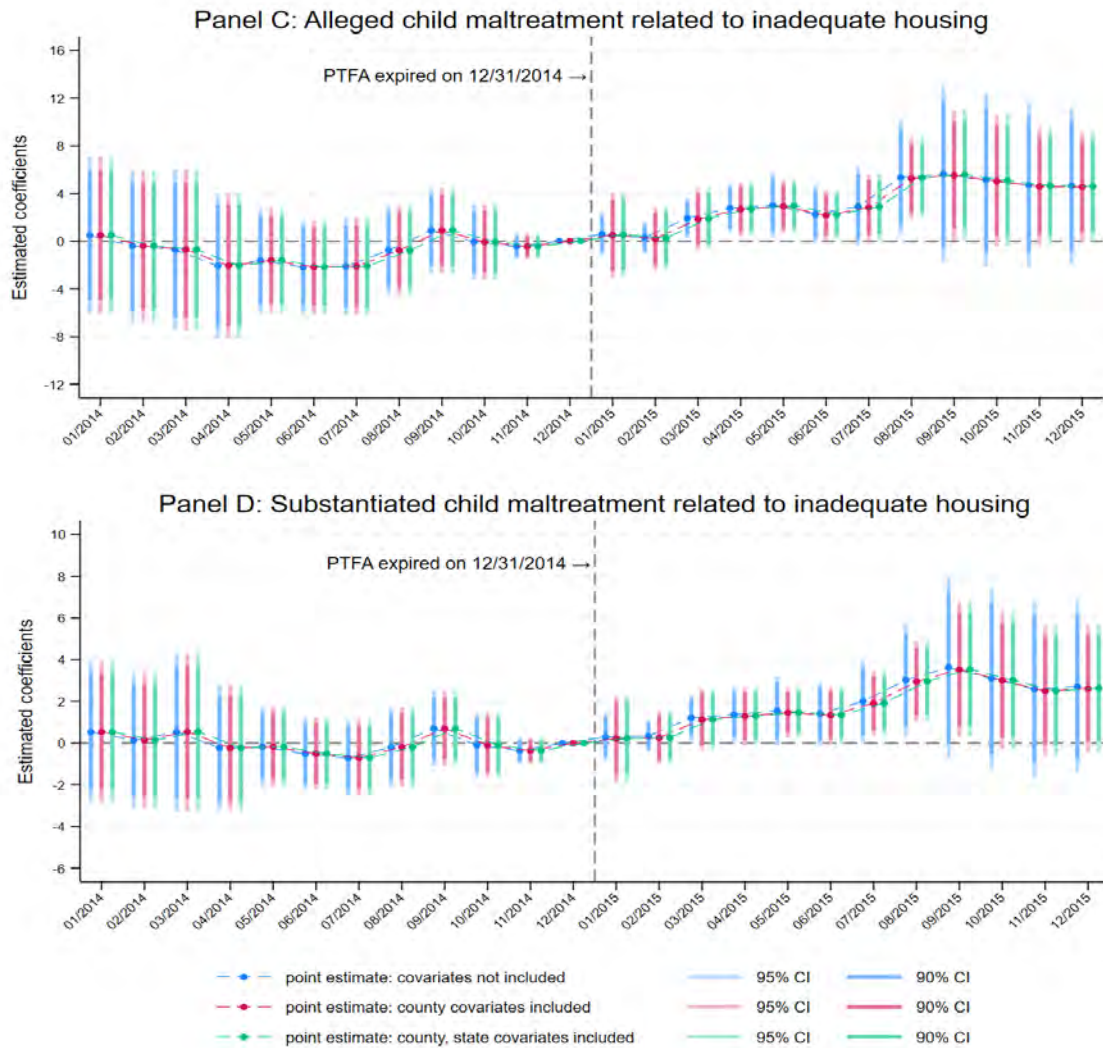 Panel C: Alleged child maltreatment related to inadequate housing
16
PTFA expired on 12/31/2014 →
12
8
4
0
-4
-8
-12
Estimated coefficients
01/2014 02/2014 03/2014 04/2014 05/2014 06/2014 07/2014 08/2014 09/2014 10/2014 11/2014 12/2014 01/2015 02/2015 03/2015 04/2015 05/2015 06/2015 07/2015 08/2015 09/2015 10/2015 11/2015 12/2015
Panel D: Substantiated child maltreatment related to inadequate housing
10
PTFA expired on 12/31/2014 →
8
6
4
2
0
-2
-4
-6
Estimated coefficients
01/2014 02/2014 03/2014 04/2014 05/2014 06/2014 07/2014 08/2014 09/2014 10/2014 11/2014 12/2014 01/2015 02/2015 03/2015 04/2015 05/2015 06/2015 07/2015 08/2015 09/2015 10/2015 11/2015 12/2015
point estimate: covariates not included 95% CI 90% CI
point estimate: county covariates included 95% CI 90% CI
point estimate: county, state covariates included 95% CI 90% CI